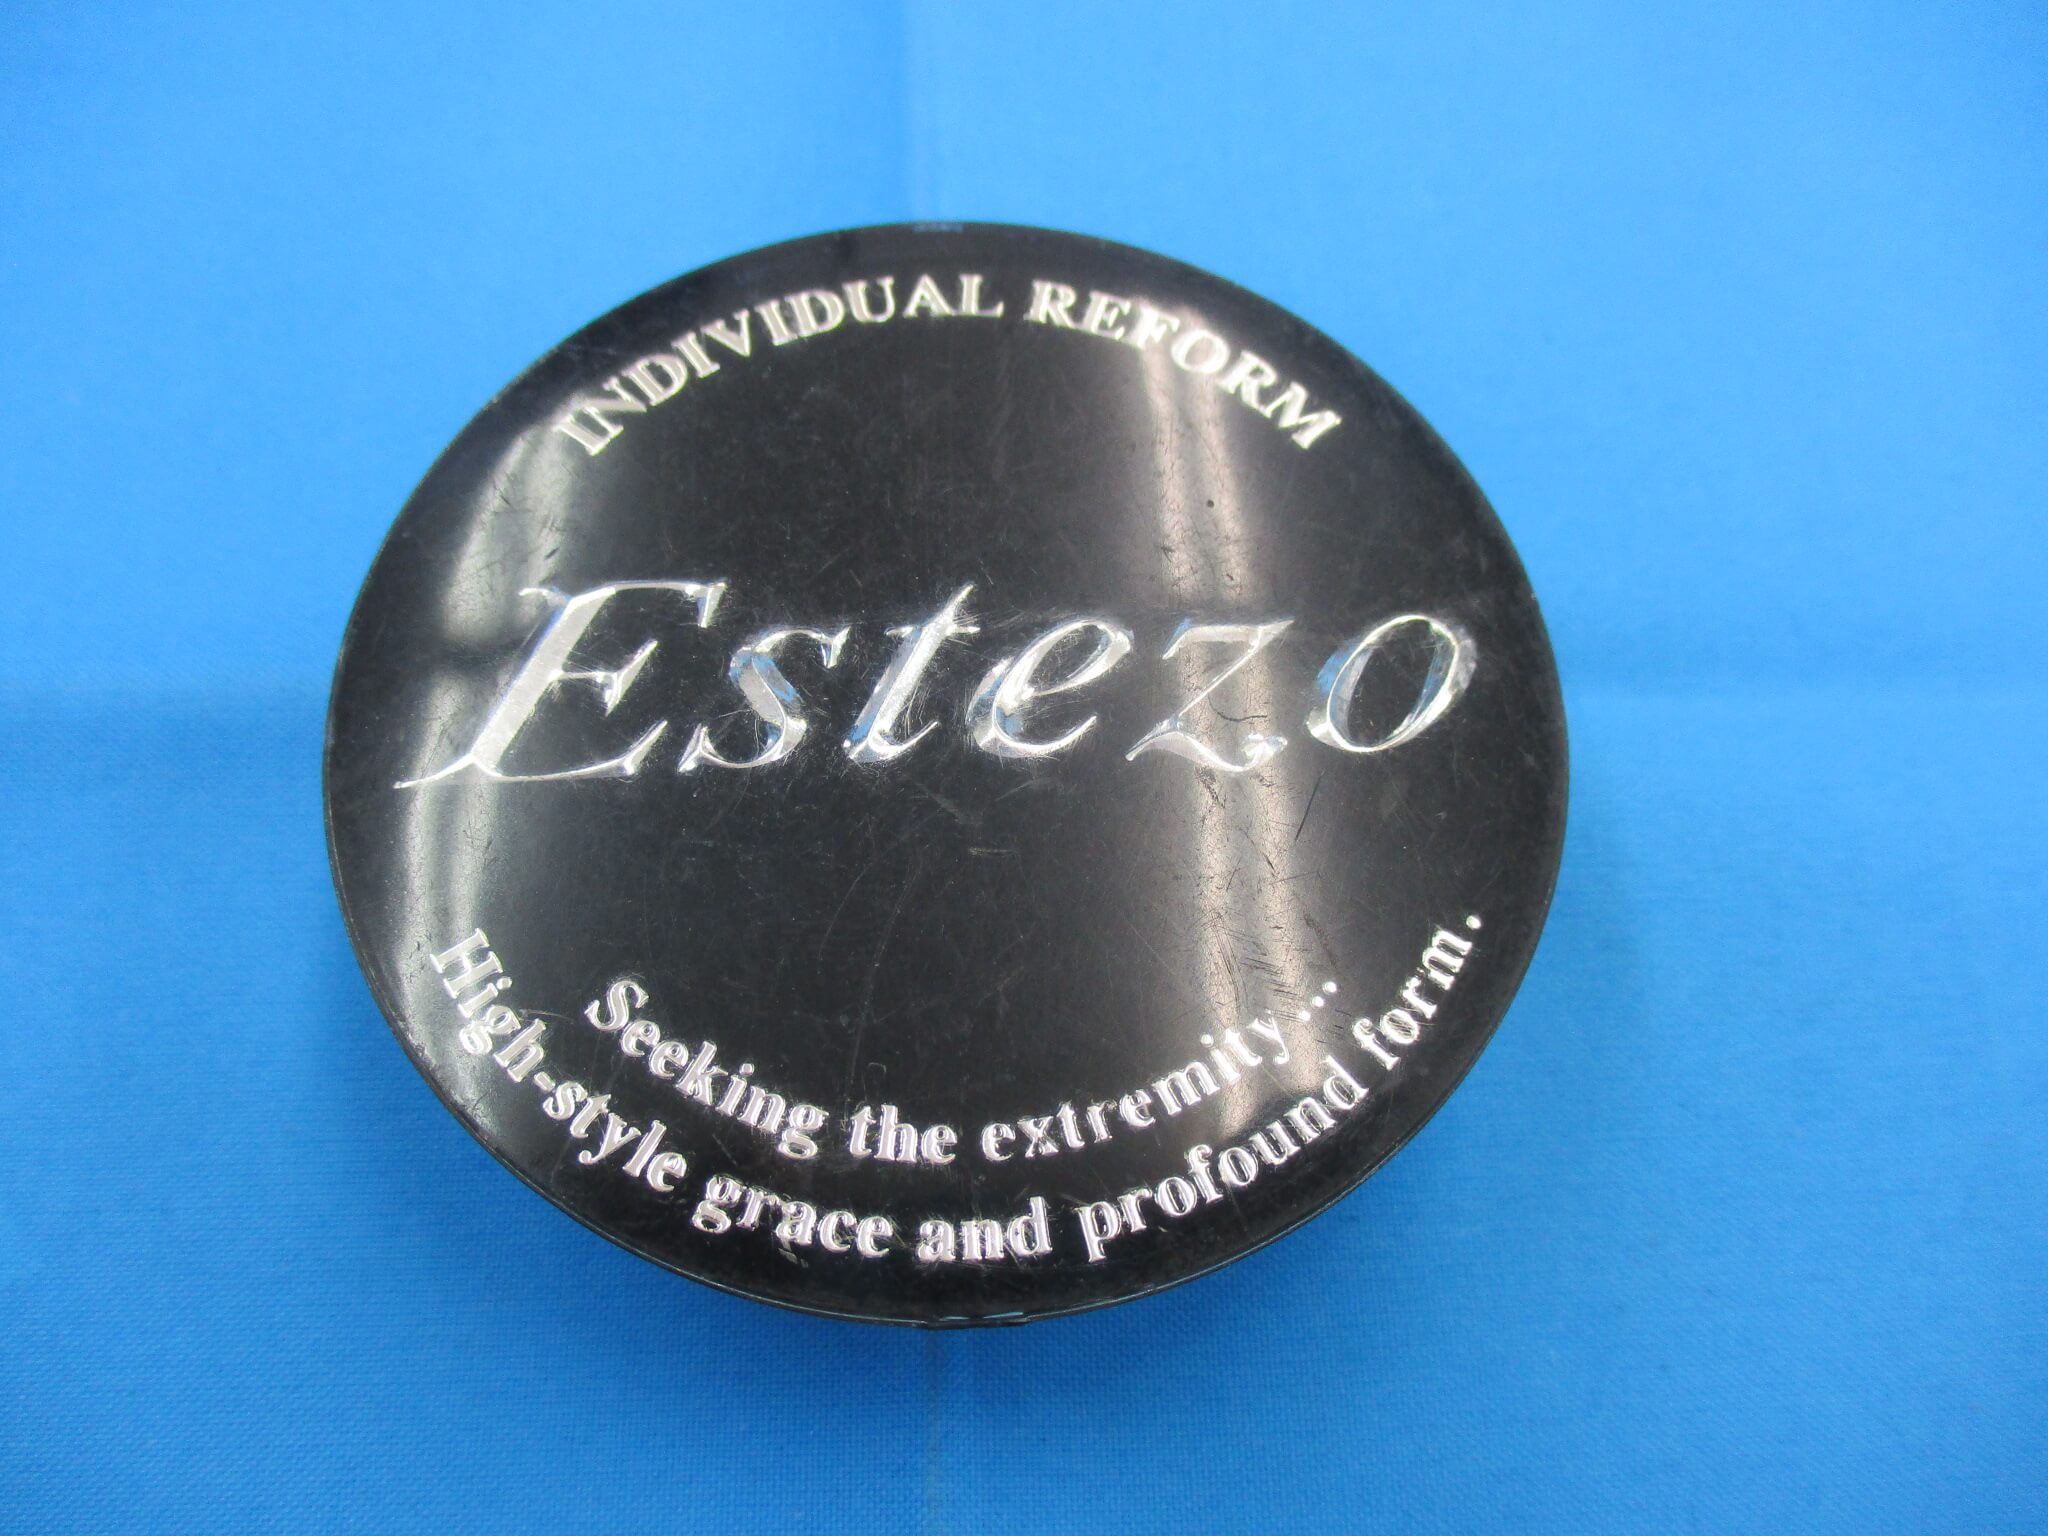 INDIVIDUAL REFORM
Estezo
Seeking the extremity...
High-style grace and profound form.